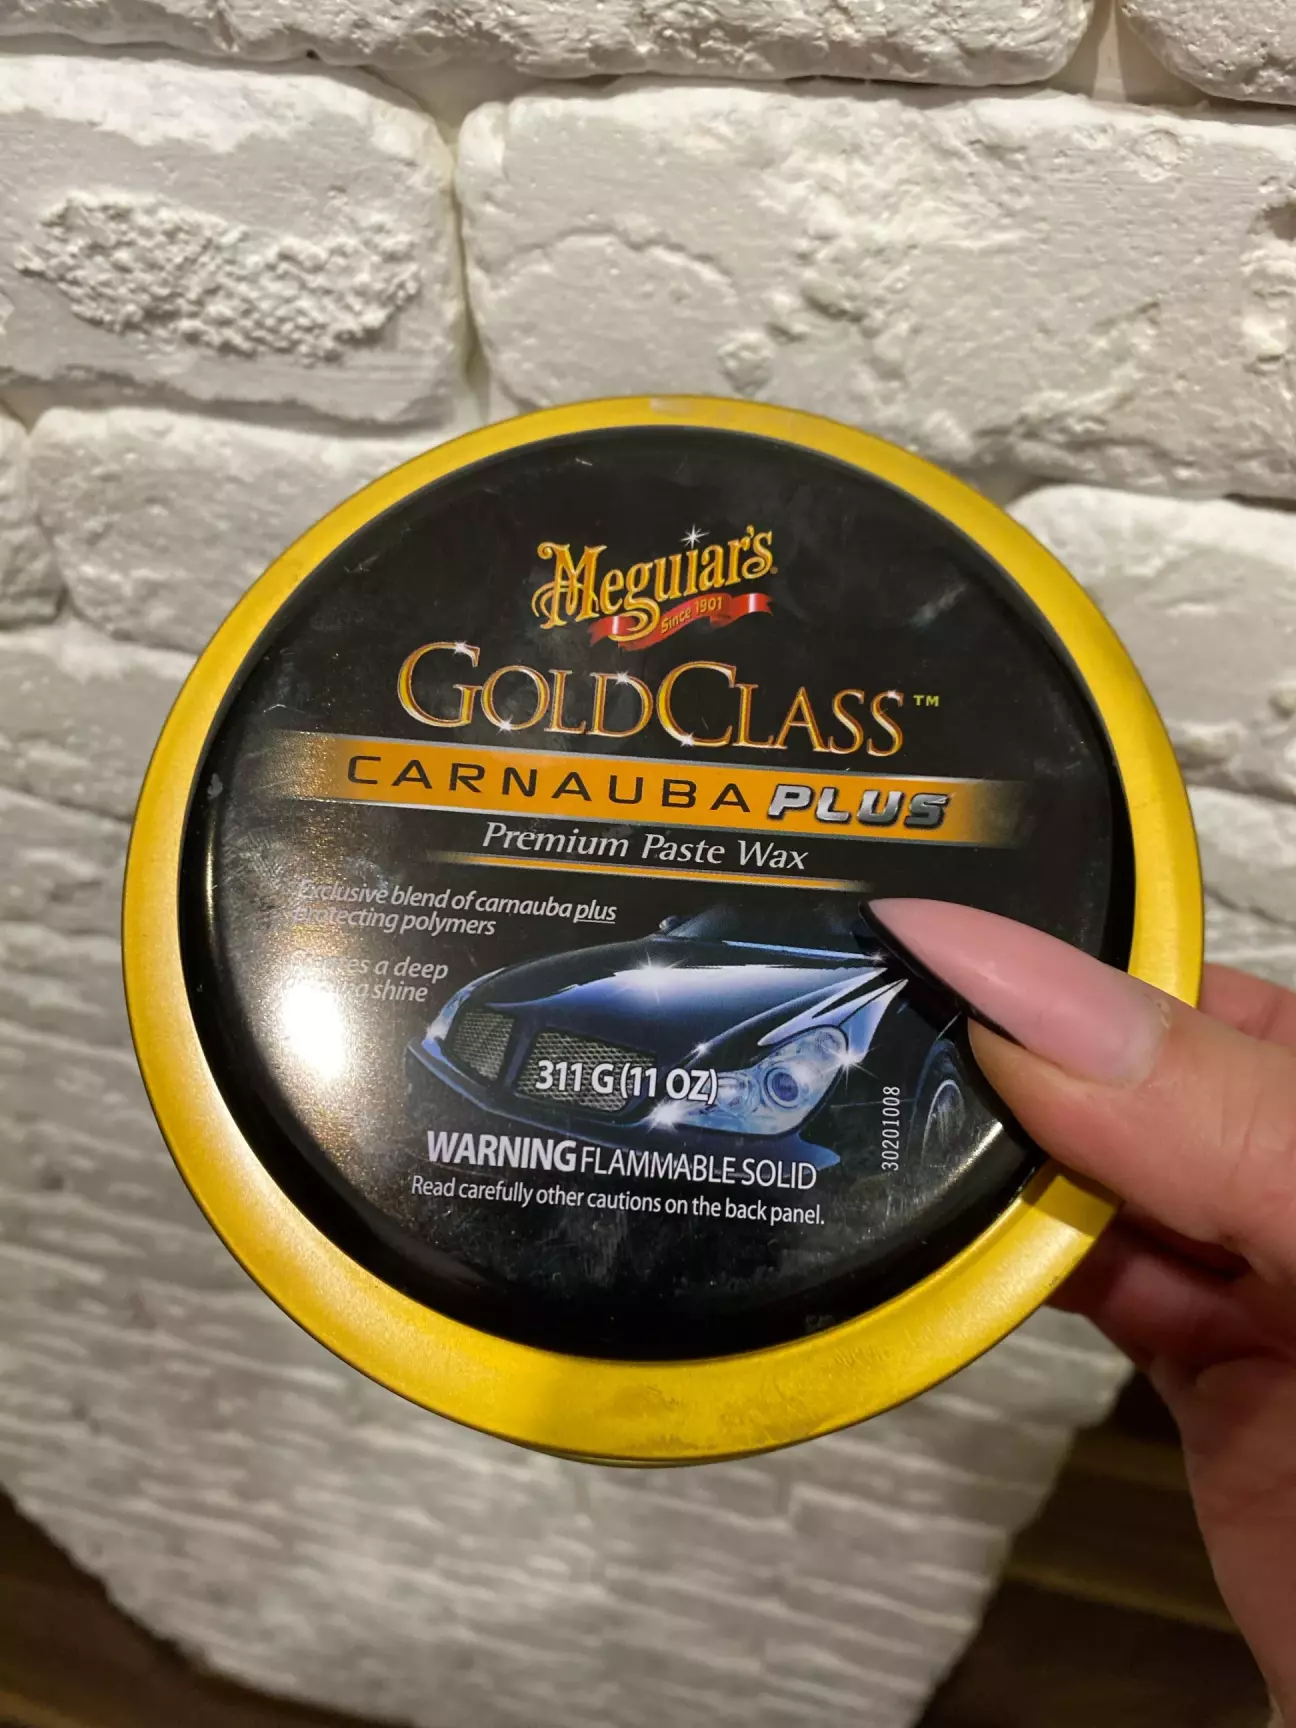 Meguiar's
Since 1901
GOLDCLASS™
CARNAUBA PLUS
Premium Paste Wax
Exclusive blend of carnauba plus
protecting polymers
a deep
shine
311 G (11 OZ)
30201008
WARNING FLAMMABLE SOLID
Read carefully other cautions on the back panel.